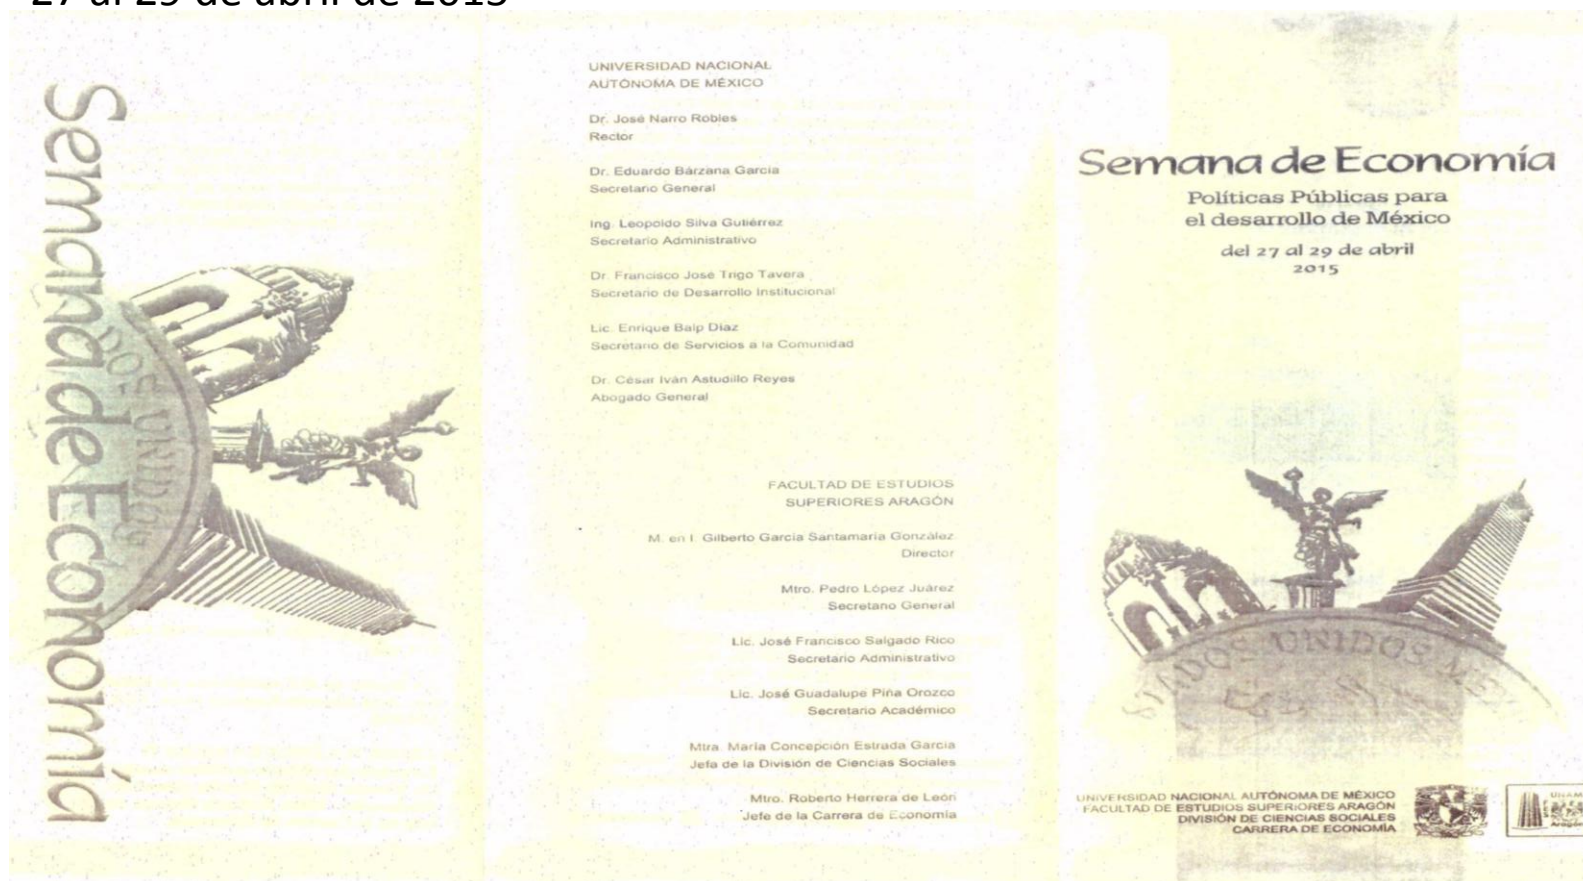 27 al 29 de abril de 2015
Semana de Economía
UNIVERSIDAD NACIONAL
AUTÓNOMA DE MÉXICO
Dr. José Narro Robles
Rector
Dr. Eduardo Bárzana García
Secretario General
Ing. Leopoldo Silva Gutiérrez
Secretario Administrativo
Dr. Francisco José Trigo Tavera
Secretario de Desarrollo Institucional
Lic. Enrique Balp Díaz
Secretario de Servicios a la Comunidad
Dr. César Iván Astudillo Reyes
Abogado General
FACULTAD DE ESTUDIOS
SUPERIORES ARAGÓN
M. en I. Gilberto García Santamaría González
Director
Mtro. Pedro López Juárez
Secretario General
Lic. José Francisco Salgado Rico
Secretario Administrativo
Lic. José Guadalupe Piña Orozco
Secretario Académico
Mtra. María Concepción Estrada García
Jefa de la División de Ciencias Sociales
Mtro. Roberto Herrera de León
Jefe de la Carrera de Economía
Semana de Economía
Políticas Públicas para
el desarrollo de México
del 27 al 29 de abril
2015
STADOS UNIDOS ME
UNIVERSIDAD NACIONAL AUTÓNOMA DE MÉXICO
FACULTAD DE ESTUDIOS SUPERIORES ARAGÓN
DIVISIÓN DE CIENCIAS SOCIALES
CARRERA DE ECONOMÍA
UNAM
Aragón